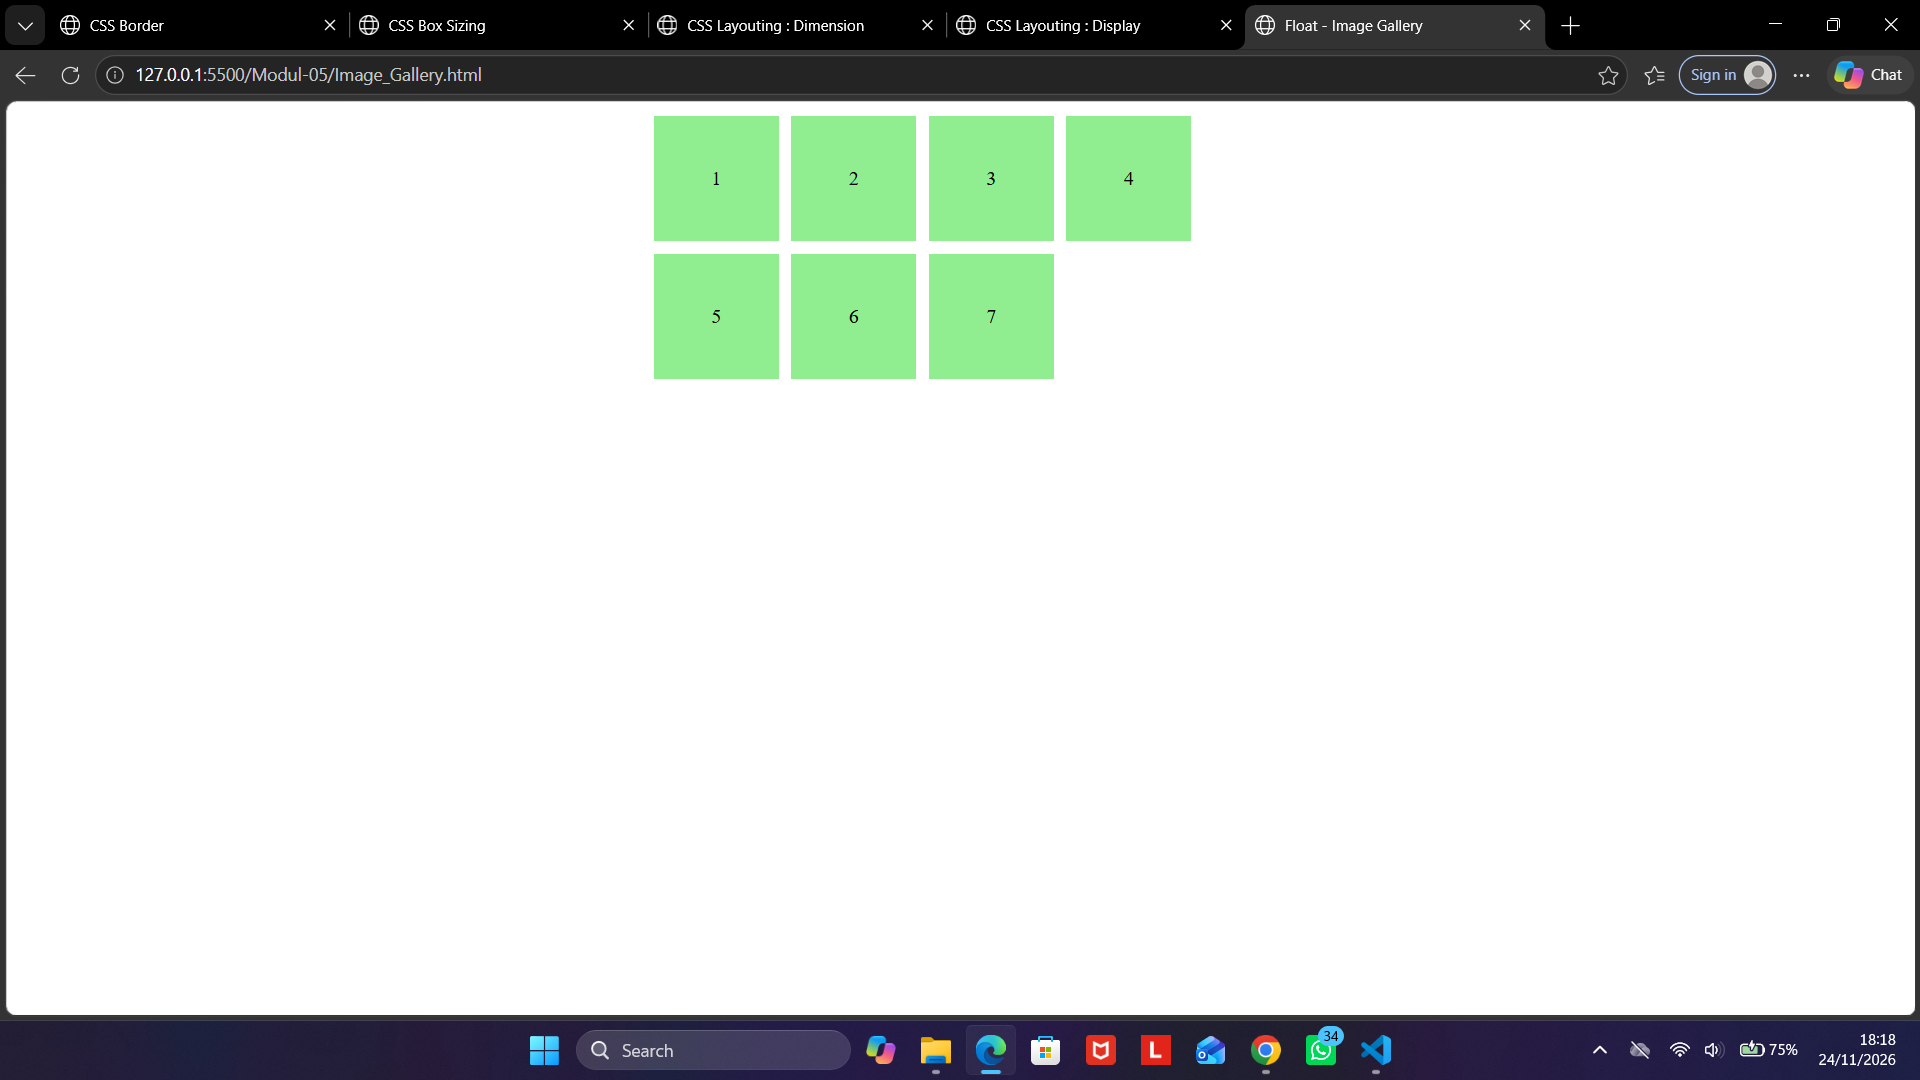 CSS Border
CSS Box Sizing
CSS Layouting : Dimension
CSS Layouting : Display
Float - Image Gallery
127.0.0.1:5500/Modul-05/Image_Gallery.html
Sign in
Chat
1 2 3 4
5 6 7
Search
L
34
75%
18:18
24/11/2026